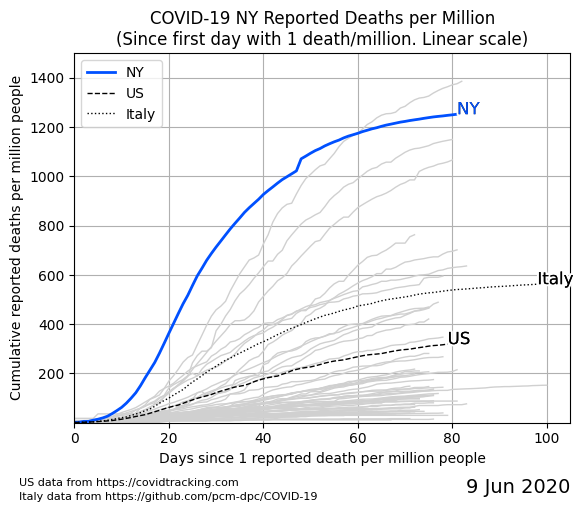 COVID-19 NY Reported Deaths per Million
(Since first day with 1 death/million. Linear scale)
Cumulative reported deaths per million people
1400
1200
1000
800
600
400
200
NY
US
Italy
NY
Italy
US
0
20
40
60
80
100
Days since 1 reported death per million people
US data from https://covidtracking.com
Italy data from https://github.com/pcm-dpc/COVID-19
9 Jun 2020